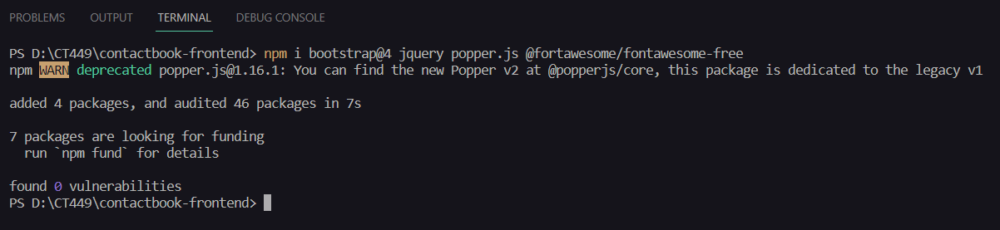 PROBLEMS OUTPUT TERMINAL DEBUG CONSOLE
PS D:\CT449\contactbook-frontend> npm i bootstrap@4 jquery popper.js @fortawesome/fontawesome-free
npm WARN deprecated popper.js@1.16.1: You can find the new Popper v2 at @popperjs/core, this package is dedicated to the legacy v1
added 4 packages, and audited 46 packages in 7s
7 packages are looking for funding
  run `npm fund` for details
found 0 vulnerabilities
PS D:\CT449\contactbook-frontend>